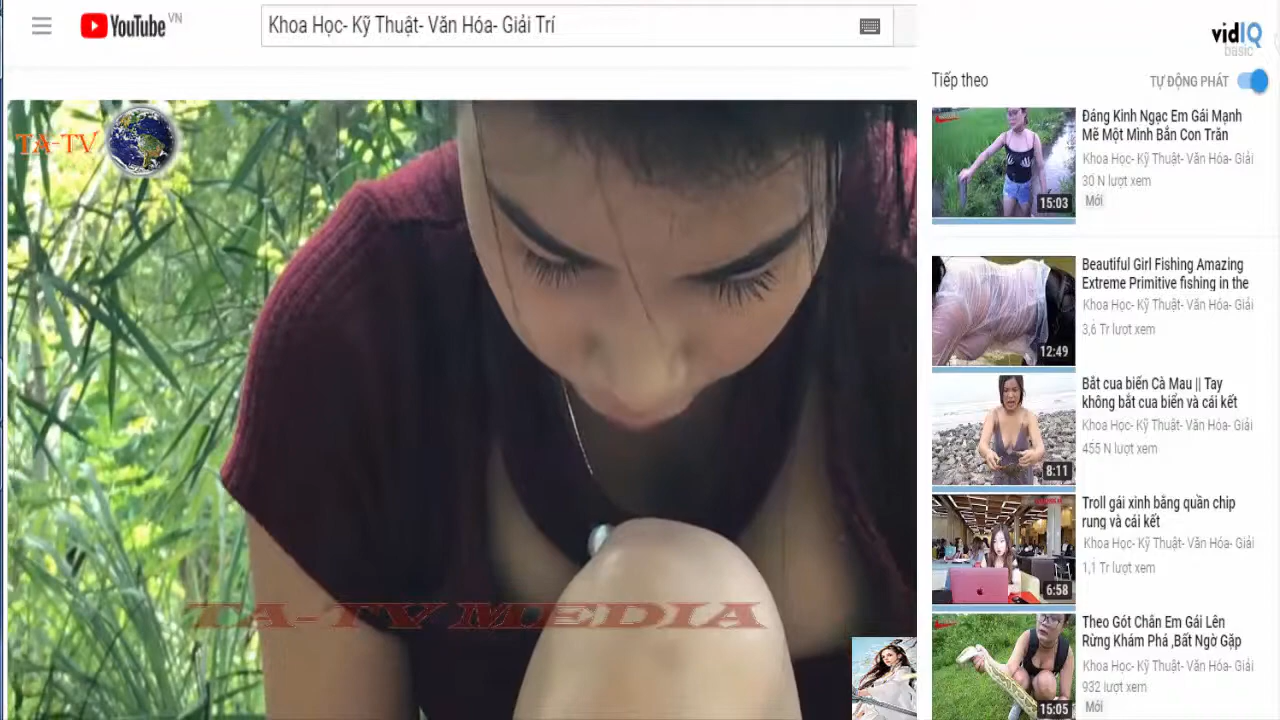 YouTube VN
Khoa Học- Kỹ Thuật- Văn Hóa- Giải Trí
vidIQ
basic
TA-TV
TA-TV MEDIA
Tiếp theo
TỰ ĐỘNG PHÁT
Đáng Kinh Ngạc Em Gái Mạnh
Mẽ Một Mình Bắn Con Trăn
Khoa Học- Kỹ Thuật- Văn Hóa- Giải
30 N lượt xem
Mới
15:03
Beautiful Girl Fishing Amazing
Extreme Primitive fishing in the
Khoa Học- Kỹ Thuật- Văn Hóa- Giải
3,6 Tr lượt xem
12:49
Bắt cua biển Cà Mau || Tay
không bắt cua biển và cái kết
Khoa Học- Kỹ Thuật- Văn Hóa- Giải
455 N lượt xem
8:11
Troll gái xinh bằng quần chip
rung và cái kết
Khoa Học- Kỹ Thuật- Văn Hóa- Giải
1,1 Tr lượt xem
6:58
Theo Gót Chân Em Gái Lên
Rừng Khám Phá ,Bất Ngờ Gặp
Khoa Học- Kỹ Thuật- Văn Hóa- Giải
932 lượt xem
Mới
15:05